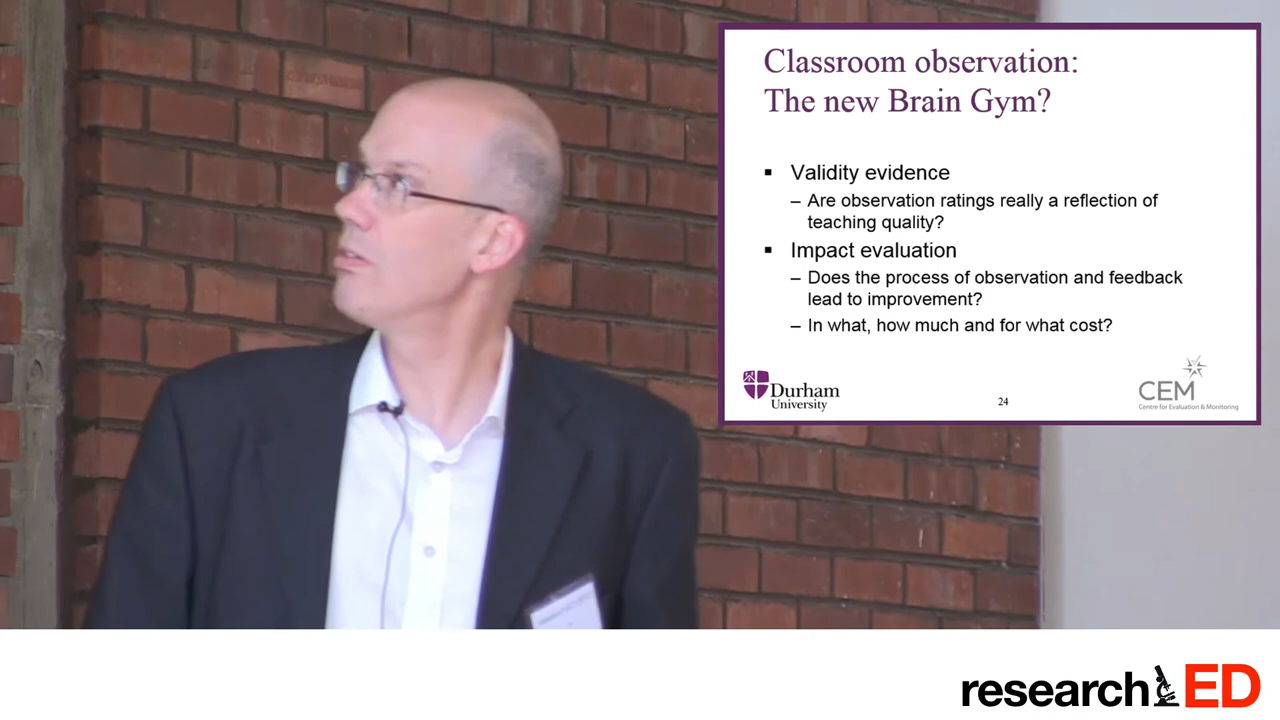 Classroom observation:
The new Brain Gym?
▪ Validity evidence
– Are observation ratings really a reflection of
teaching quality?
▪ Impact evaluation
– Does the process of observation and feedback
lead to improvement?
– In what, how much and for what cost?
Durham
University
24
CEM
Centre for Evaluation & Monitoring
researchED